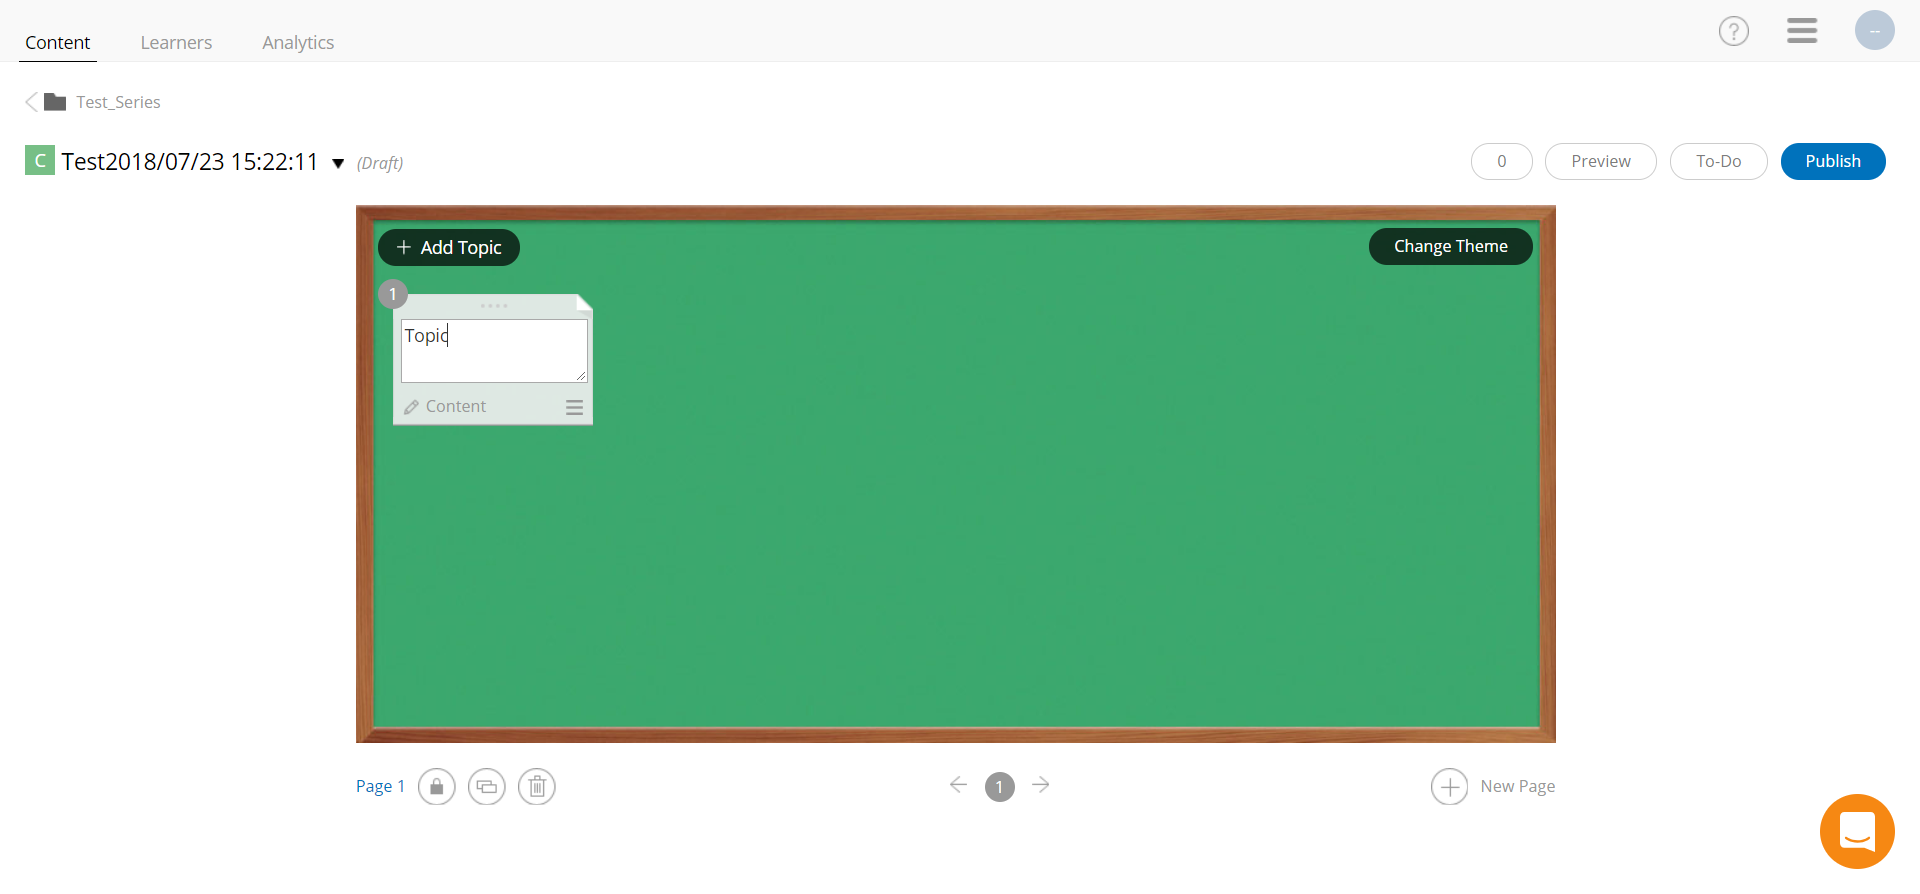 Content Learners Analytics ?
Test_Series
C Test2018/07/23 15:22:11 (Draft) 0 Preview To-Do Publish
+ Add Topic Change Theme
1
Topic
Content
Page 1 1 New Page